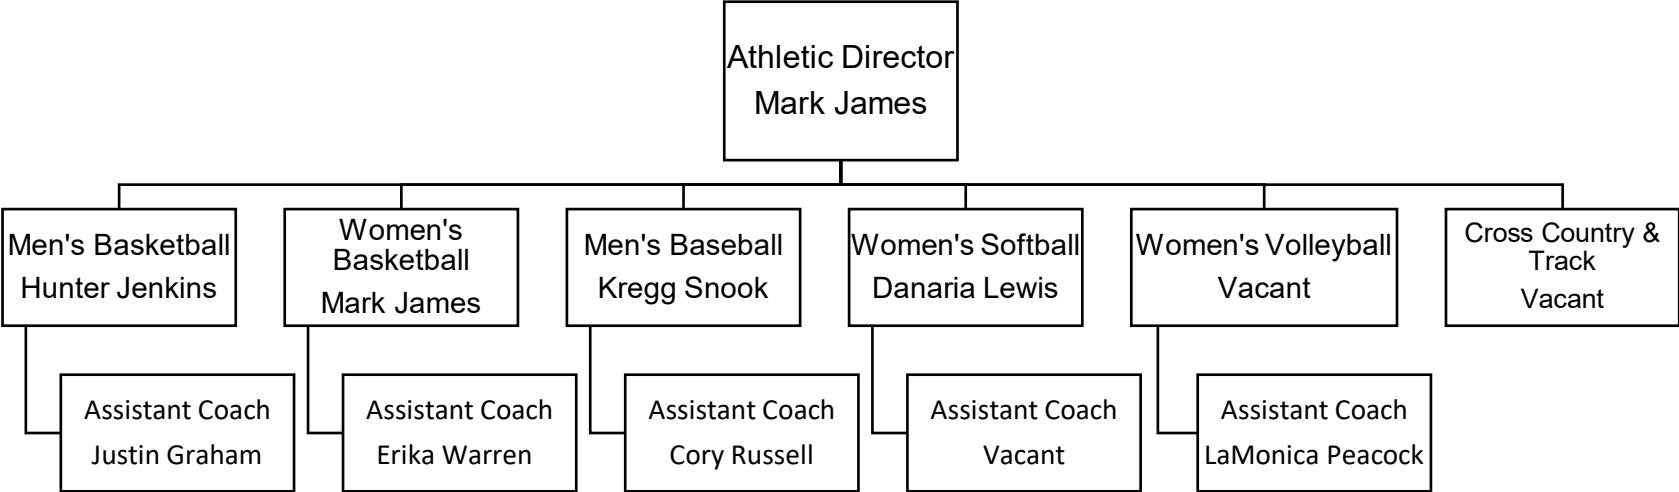 Athletic Director
Mark James
Men's Basketball
Hunter Jenkins
Women's
Basketball
Mark James
Men's Baseball
Kregg Snook
Women's Softball
Danaria Lewis
Women's Volleyball
Vacant
Cross Country &
Track
Vacant
Assistant Coach
Justin Graham
Assistant Coach
Erika Warren
Assistant Coach
Cory Russell
Assistant Coach
Vacant
Assistant Coach
LaMonica Peacock